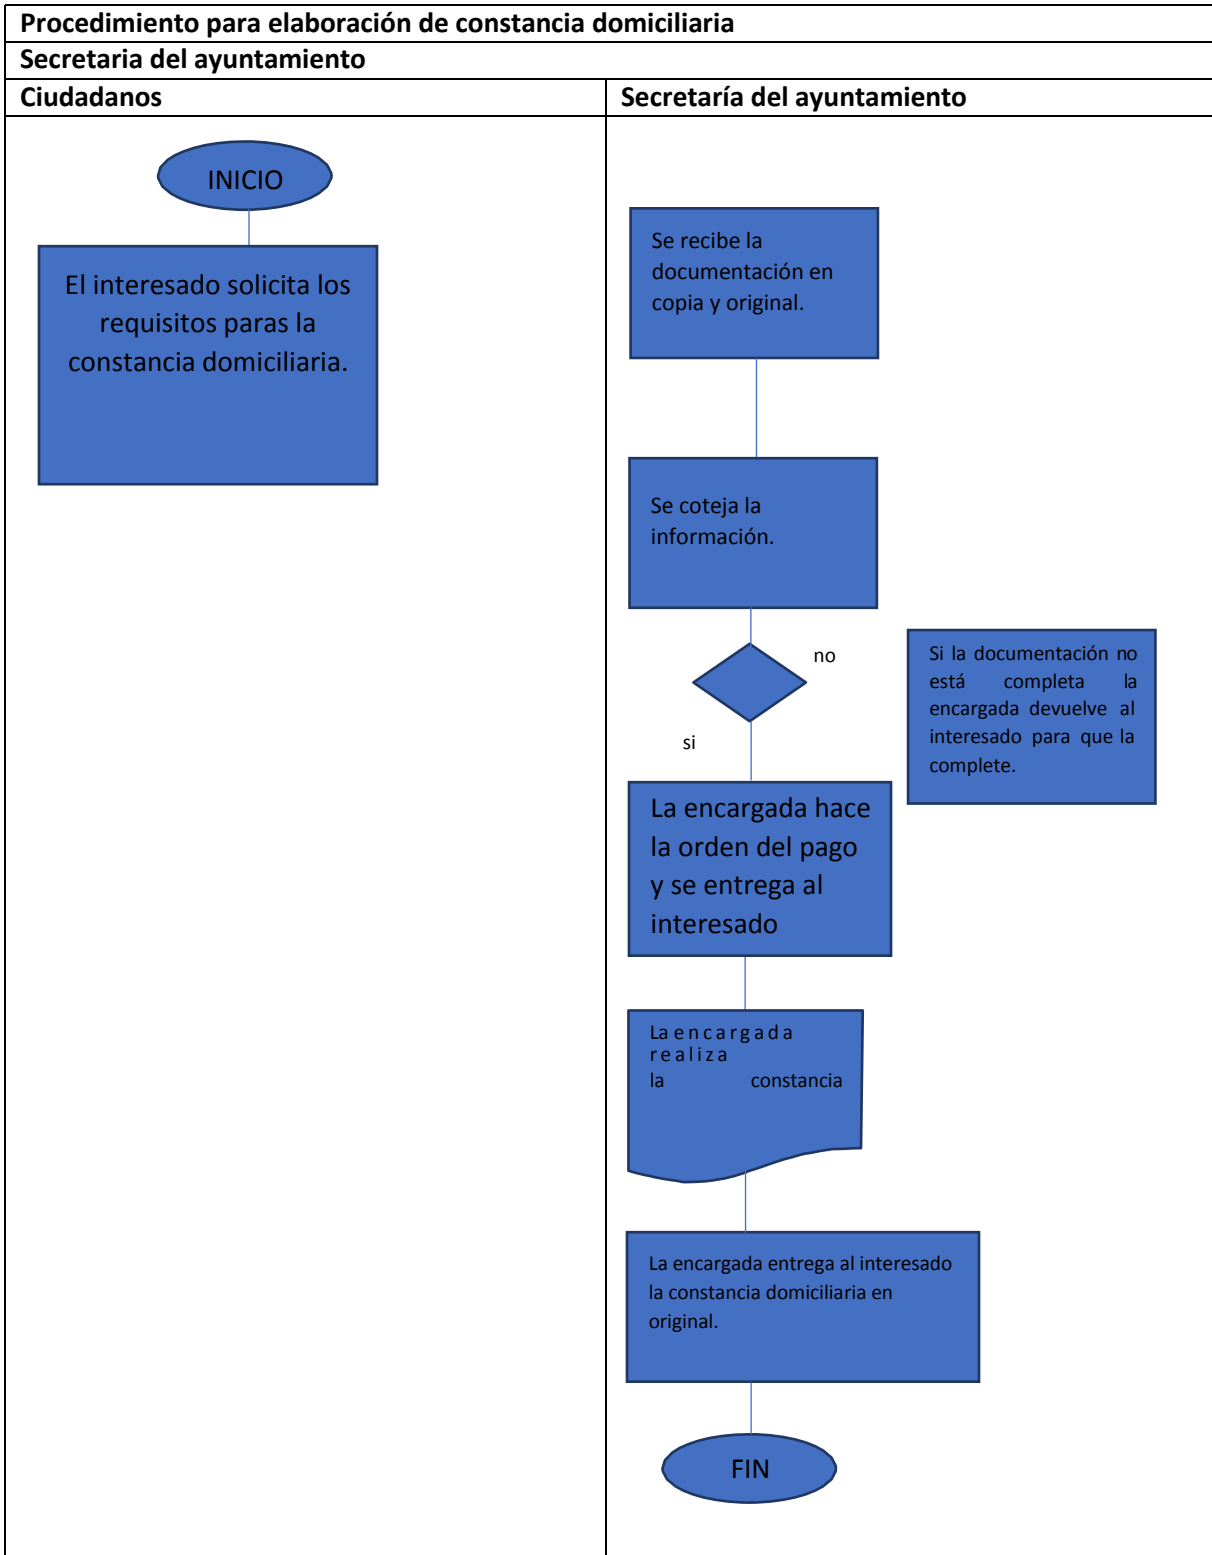 Procedimiento para elaboración de constancia domiciliaria
Secretaria del ayuntamiento
Ciudadanos
Secretaría del ayuntamiento
INICIO
El interesado solicita los
requisitos paras la
constancia domiciliaria.
Se recibe la
documentación en
copia y original.
Se coteja la
información.
no
si
Si la documentación no
está completa la
encargada devuelve al
interesado para que la
complete.
La encargada hace
la orden del pago
y se entrega al
interesado
La encargada
realiza
la constancia
La encargada entrega al interesado
la constancia domiciliaria en
original.
FIN